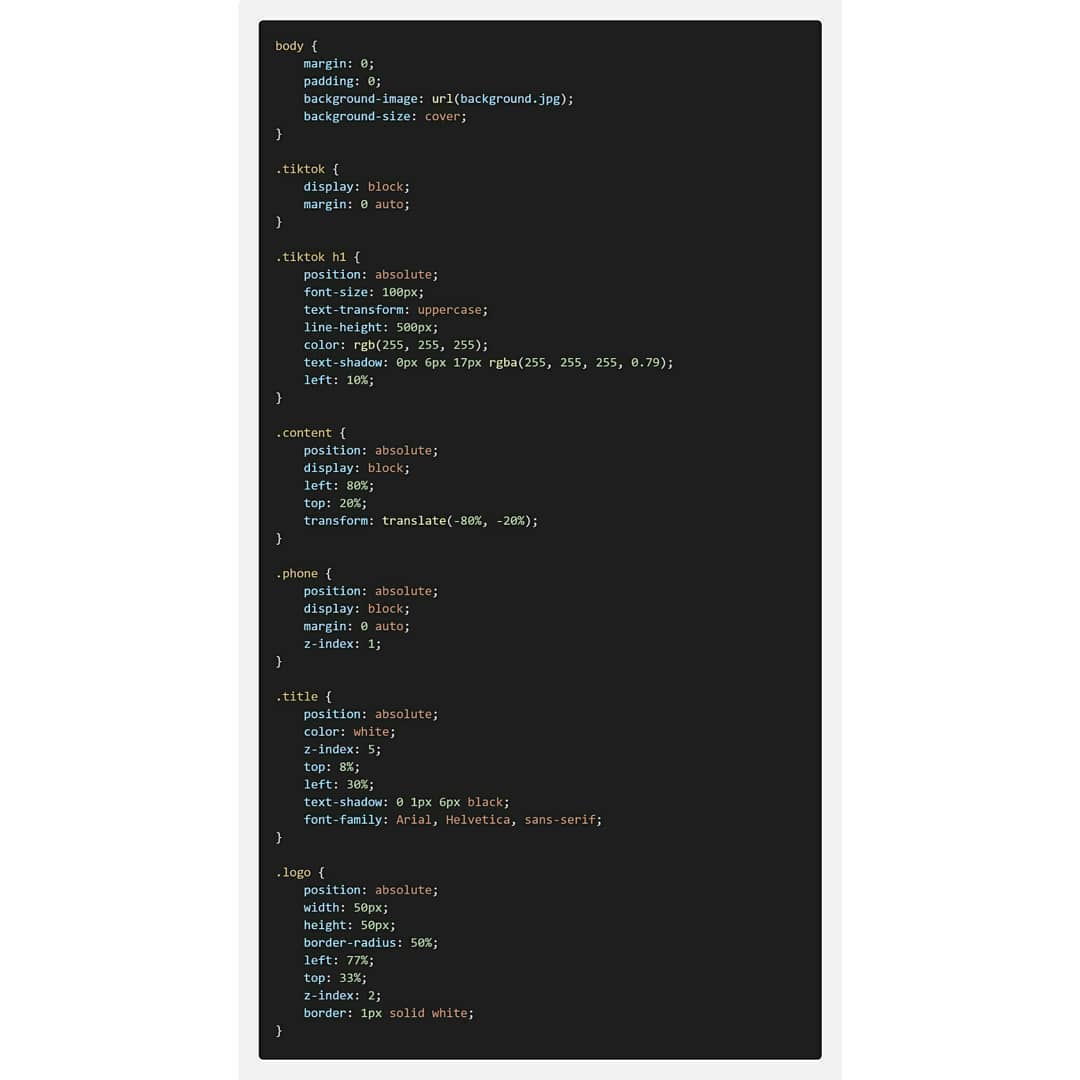 body {
    margin: 0;
    padding: 0;
    background-image: url(background.jpg);
    background-size: cover;
}

.tiktok {
    display: block;
    margin: 0 auto;
}

.tiktok h1 {
    position: absolute;
    font-size: 100px;
    text-transform: uppercase;
    line-height: 500px;
    color: rgb(255, 255, 255);
    text-shadow: 0px 6px 17px rgba(255, 255, 255, 0.79);
    left: 10%;
}

.content {
    position: absolute;
    display: block;
    left: 80%;
    top: 20%;
    transform: translate(-80%, -20%);
}

.phone {
    position: absolute;
    display: block;
    margin: 0 auto;
    z-index: 1;
}

.title {
    position: absolute;
    color: white;
    z-index: 5;
    top: 8%;
    left: 30%;
    text-shadow: 0 1px 6px black;
    font-family: Arial, Helvetica, sans-serif;
}

.logo {
    position: absolute;
    width: 50px;
    height: 50px;
    border-radius: 50%;
    left: 77%;
    top: 33%;
    z-index: 2;
    border: 1px solid white;
}